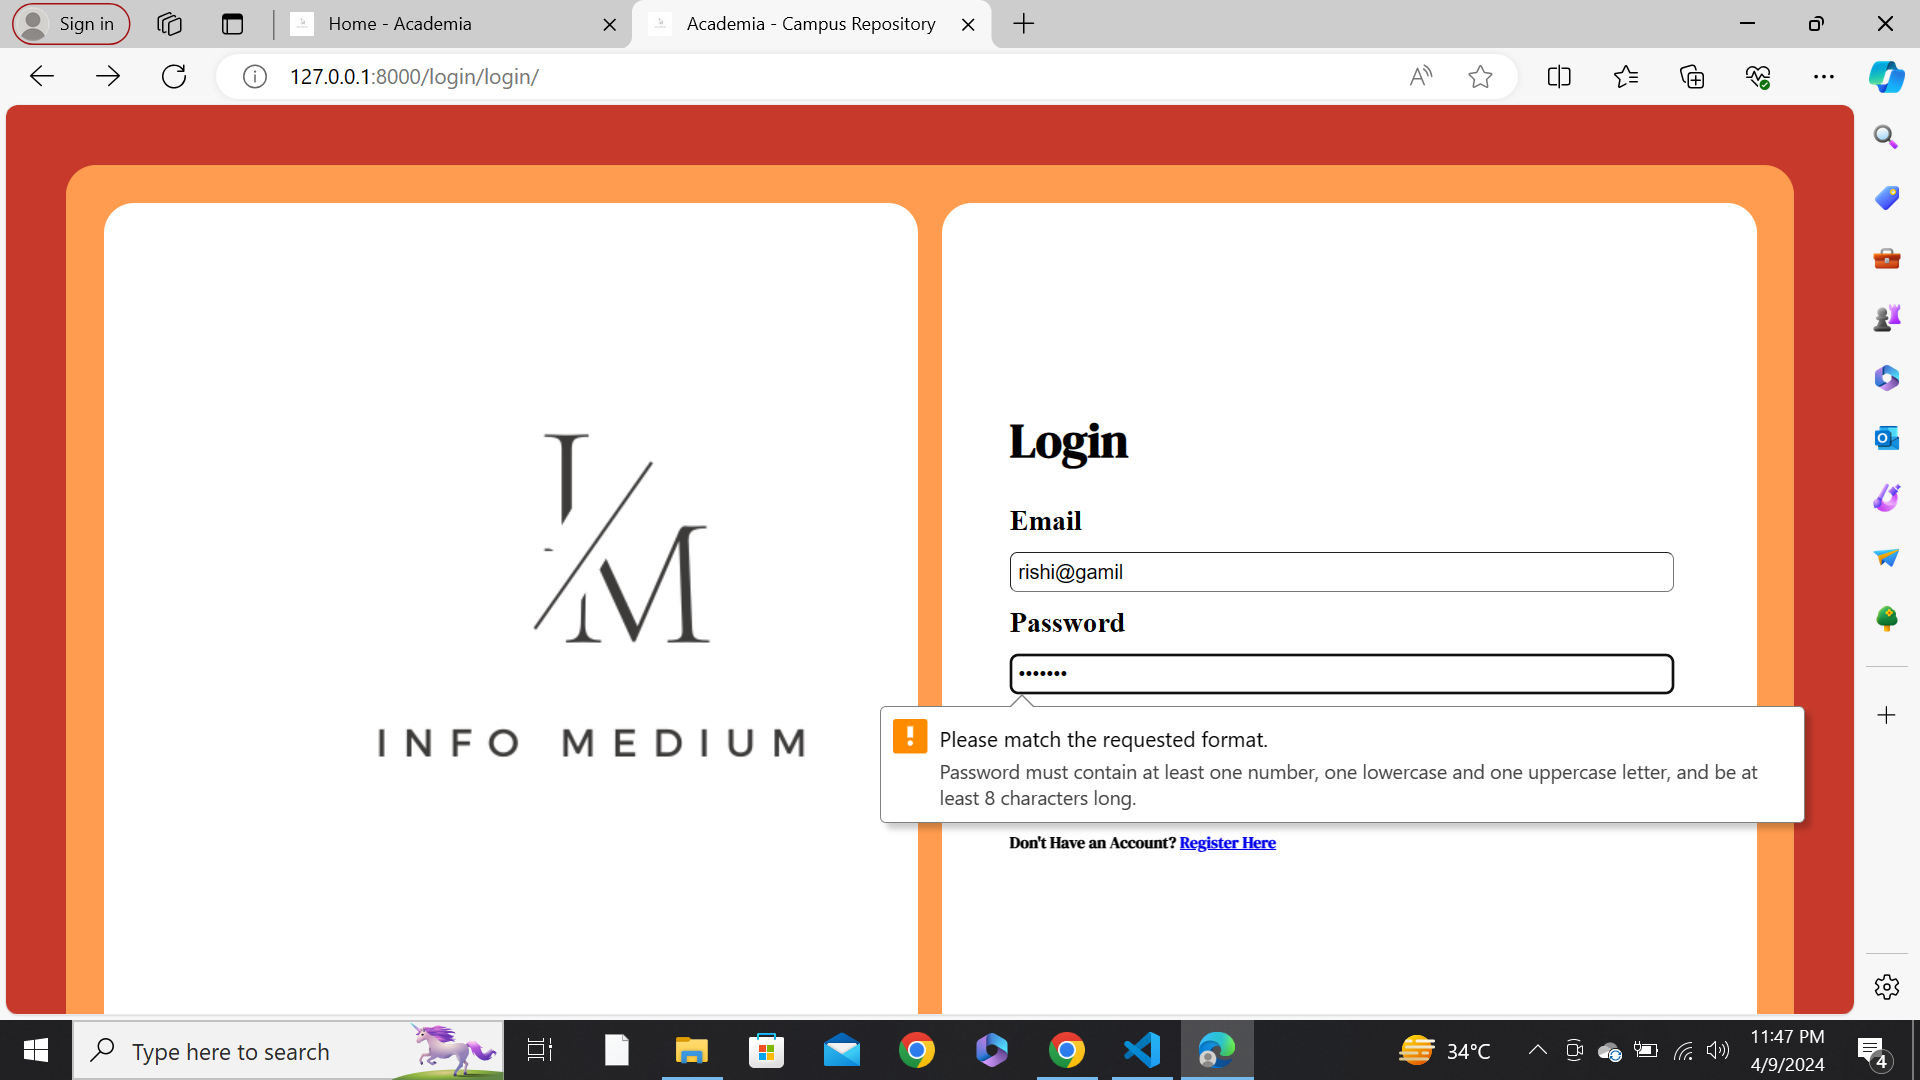 Sign in
Home - Academia
Academia - Campus Repository
127.0.0.1:8000/login/login/
Login
Email
rishi@gamil
Password
•••••••
Please match the requested format.
Password must contain at least one number, one lowercase and one uppercase letter, and be at
least 8 characters long.
Don't Have an Account? Register Here
I M
INFO MEDIUM
Type here to search
34°C
11:47 PM
4/9/2024
4